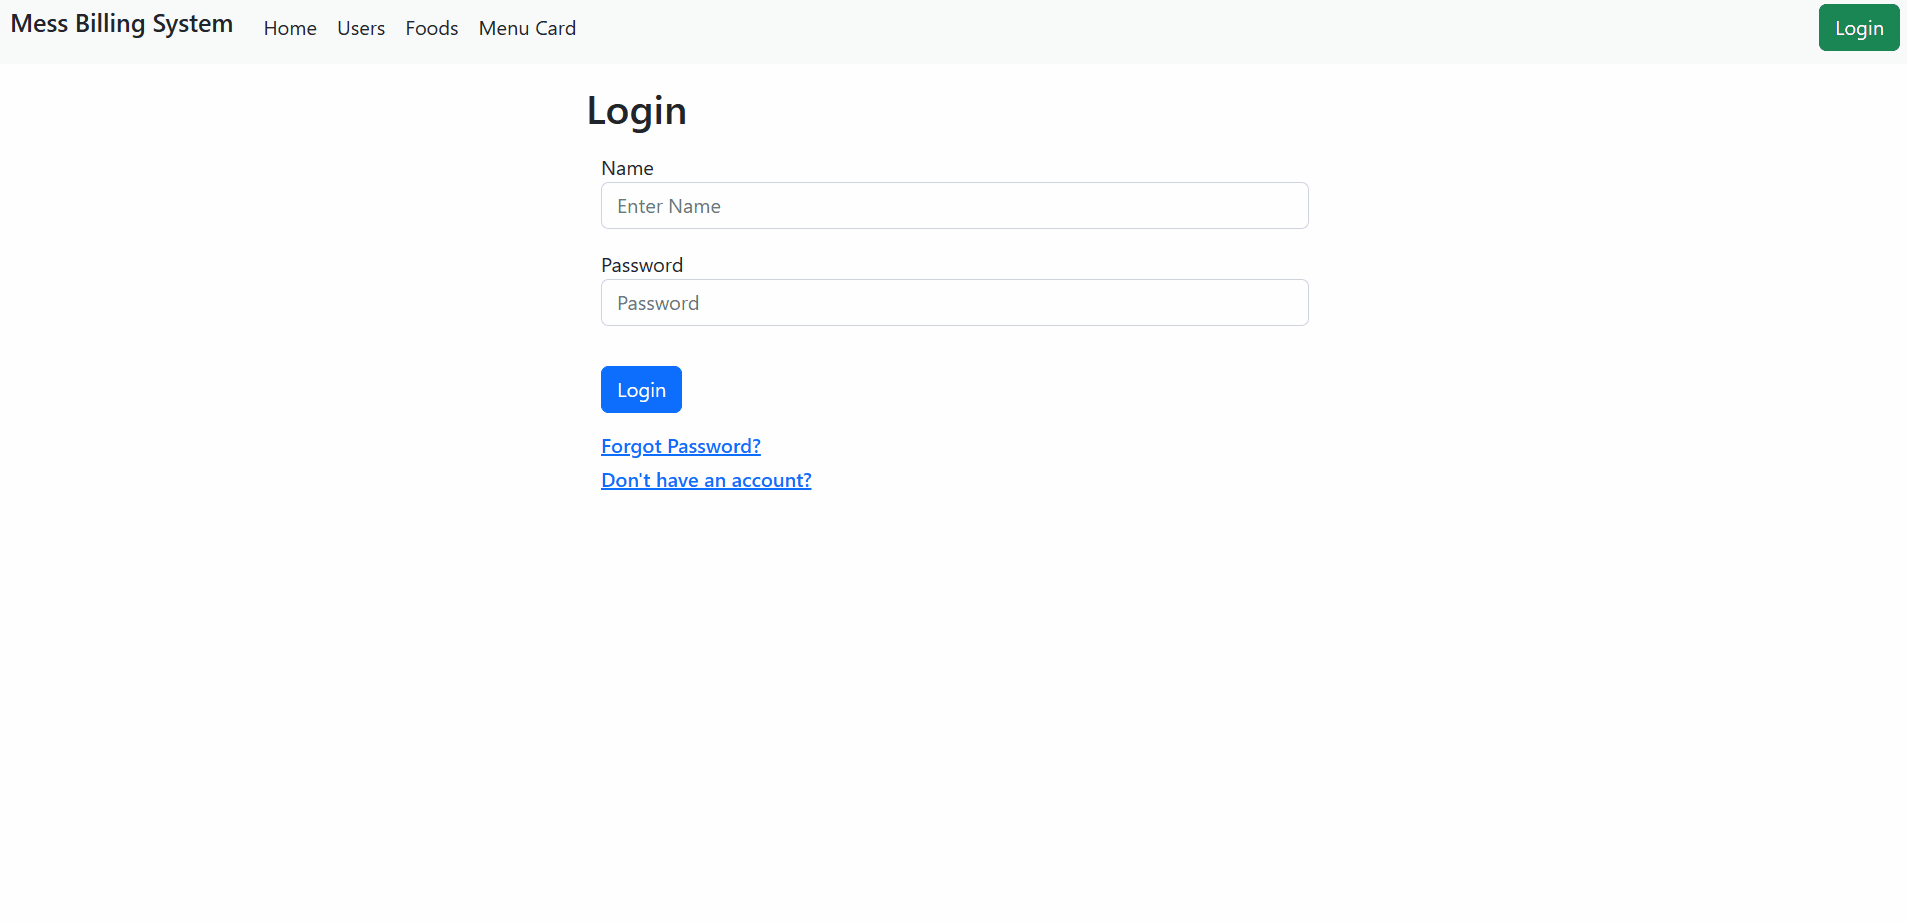 Mess Billing System Home Users Foods Menu Card Login
Login
Name
Enter Name
Password
Password
Login
Forgot Password?
Don't have an account?